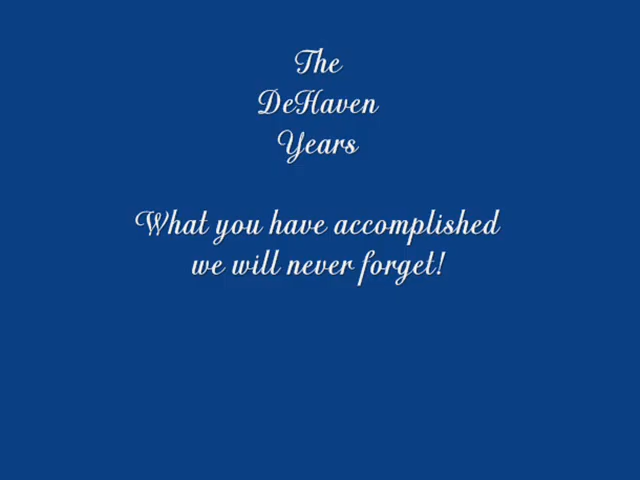 The
DeHaven
Years
What you have accomplished
we will never forget!